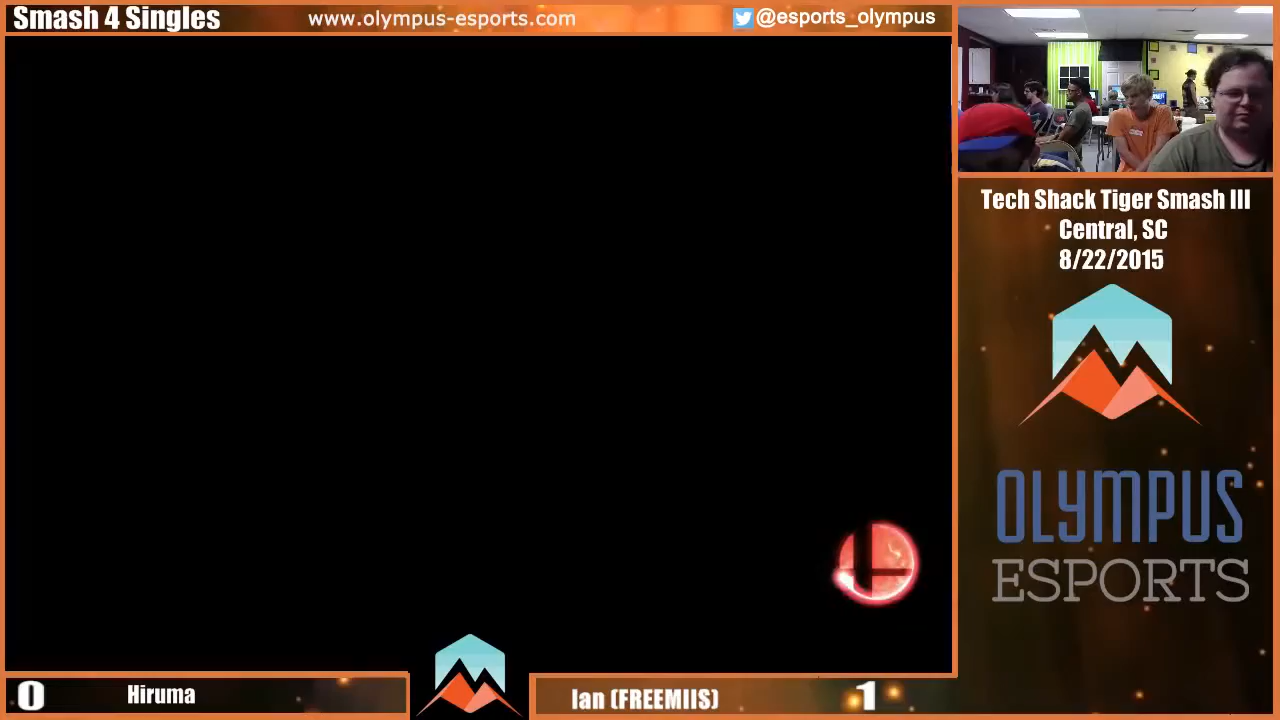 Smash 4 Singles
www.olympus-esports.com
@esports_olympus
Tech Shack Tiger Smash III
Central, SC
8/22/2015
OLYMPUS
ESPORTS
0
Hiruma
Ian (FREEMIIS)
1